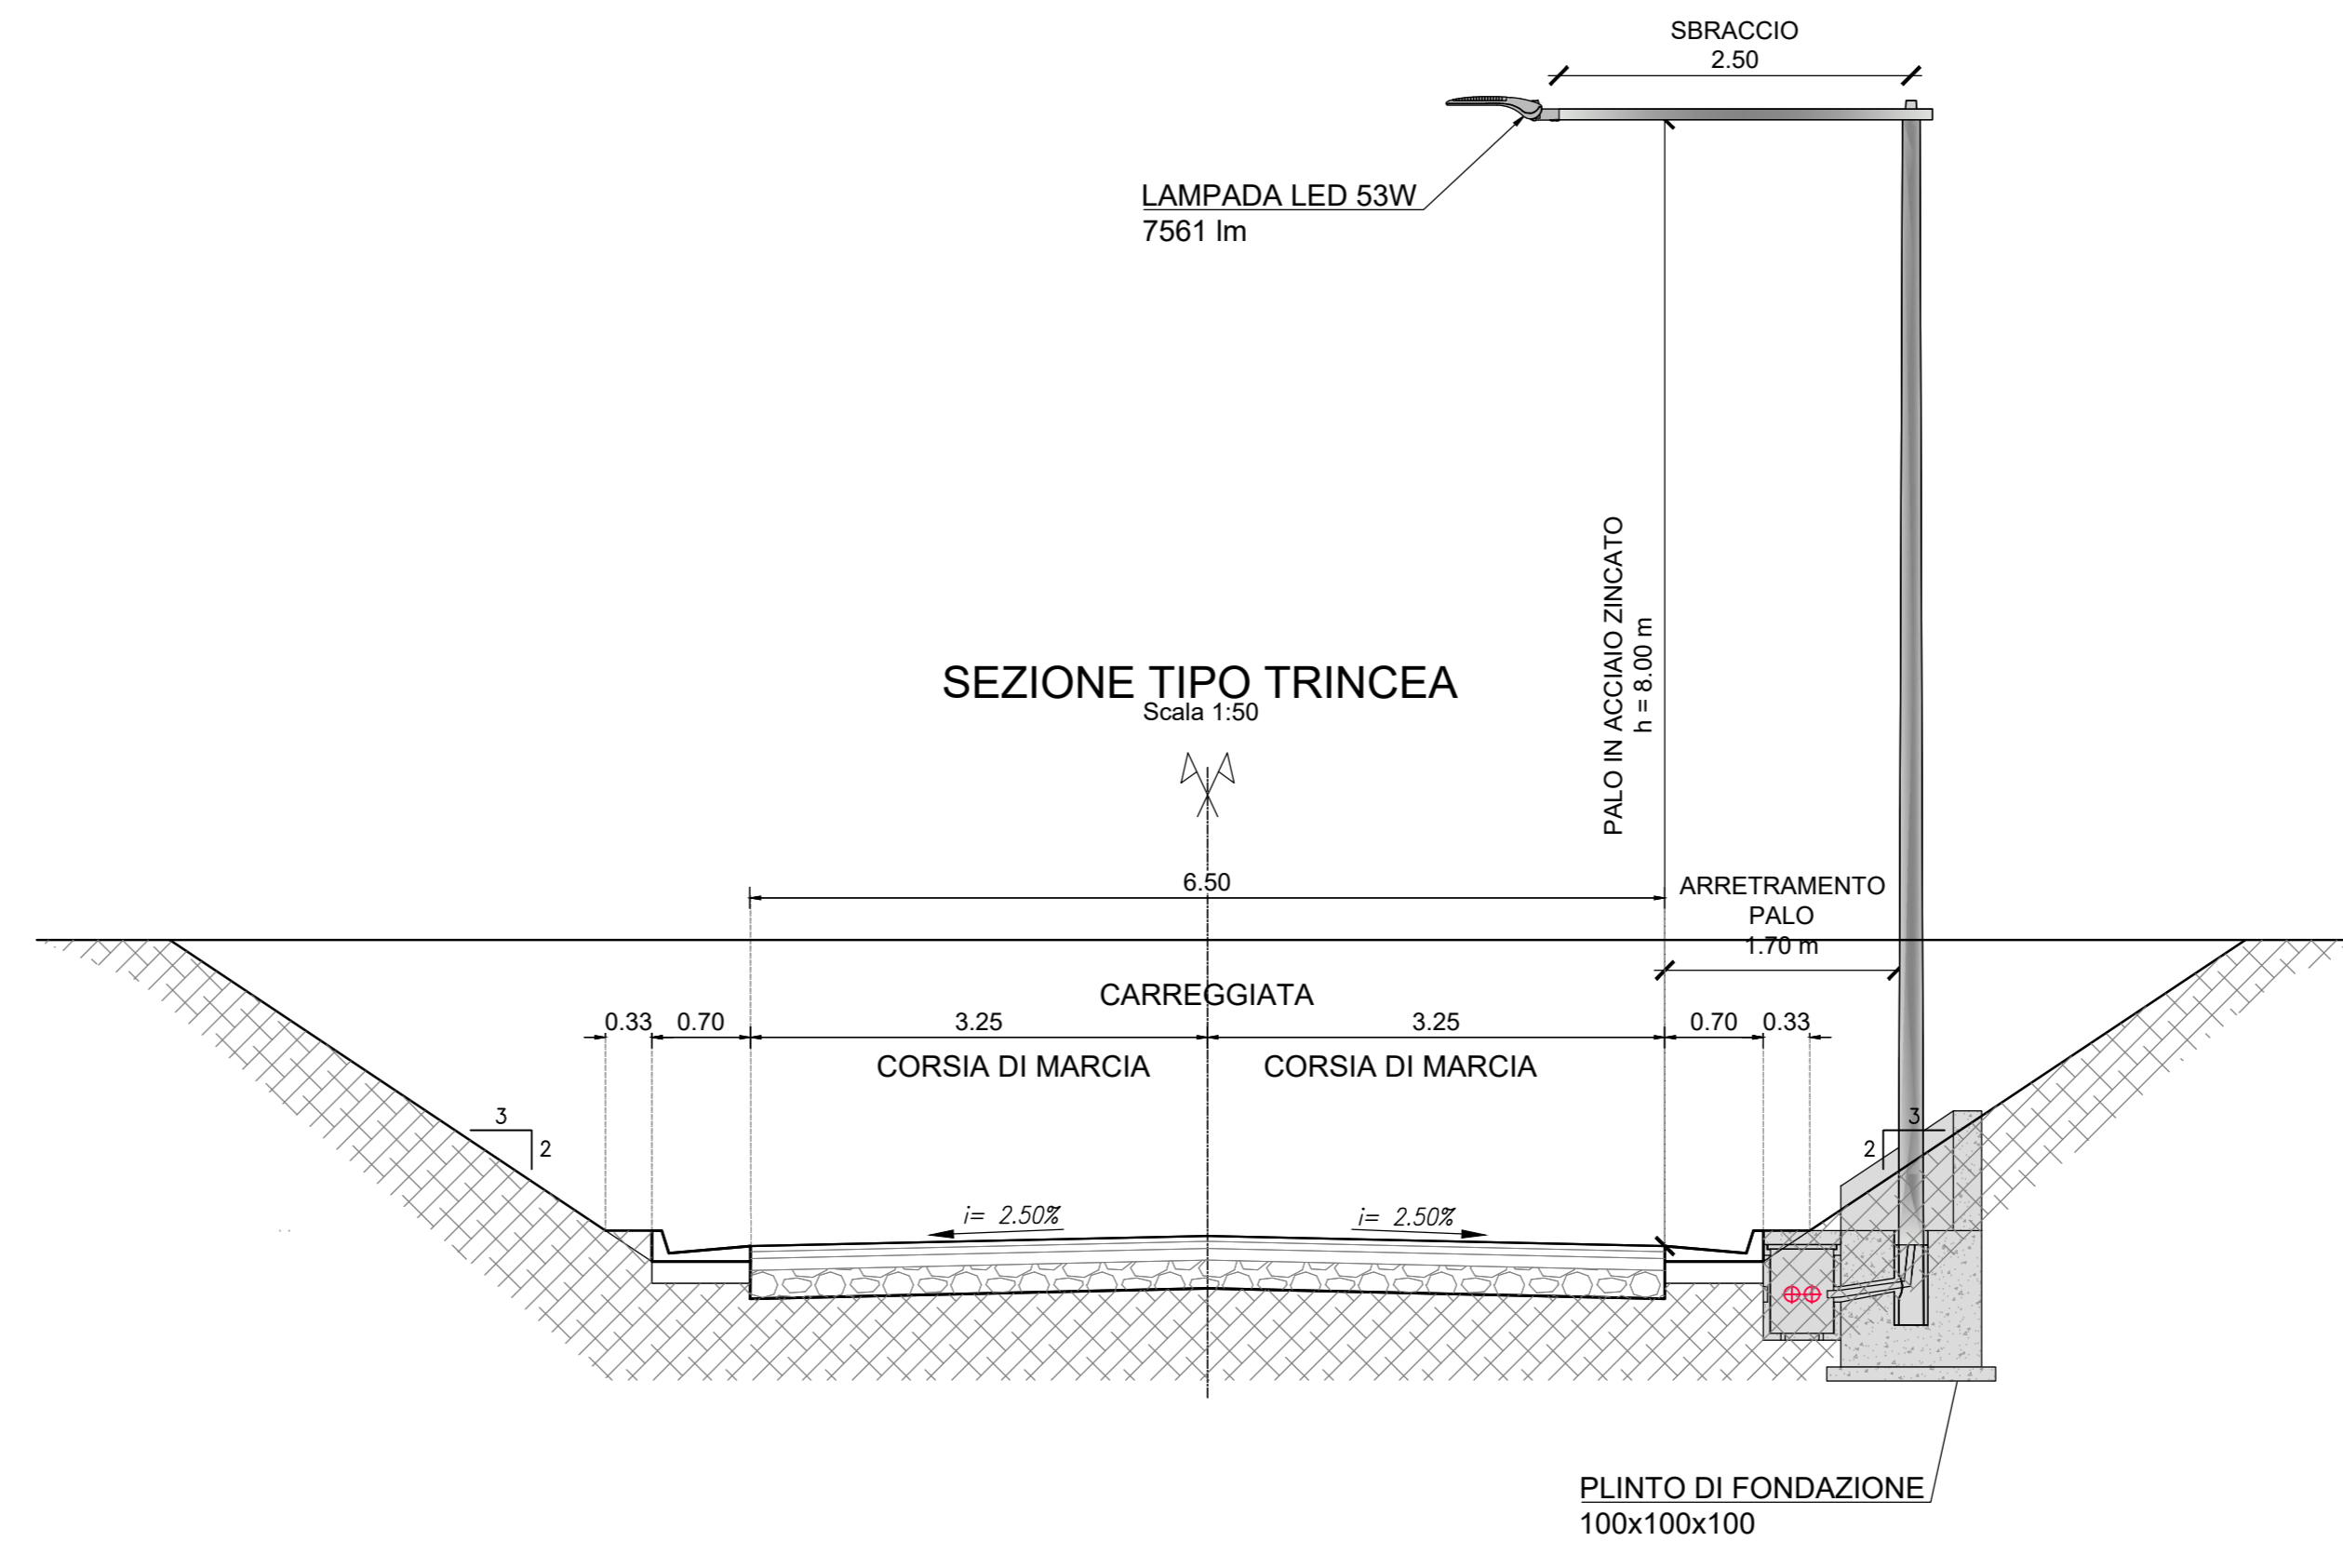 SBRACCIO
2.50
LAMPADA LED 53W
7561 lm
PALO IN ACCIAIO ZINCATO
h = 8.00 m
SEZIONE TIPO TRINCEA
Scala 1:50
6.50
ARRETRAMENTO
PALO
1.70 m
CARREGGIATA
0.33 0.70 3.25 3.25 0.70 0.33
CORSIA DI MARCIA CORSIA DI MARCIA
3
2
3
2
i= 2.50% i= 2.50%
PLINTO DI FONDAZIONE
100x100x100